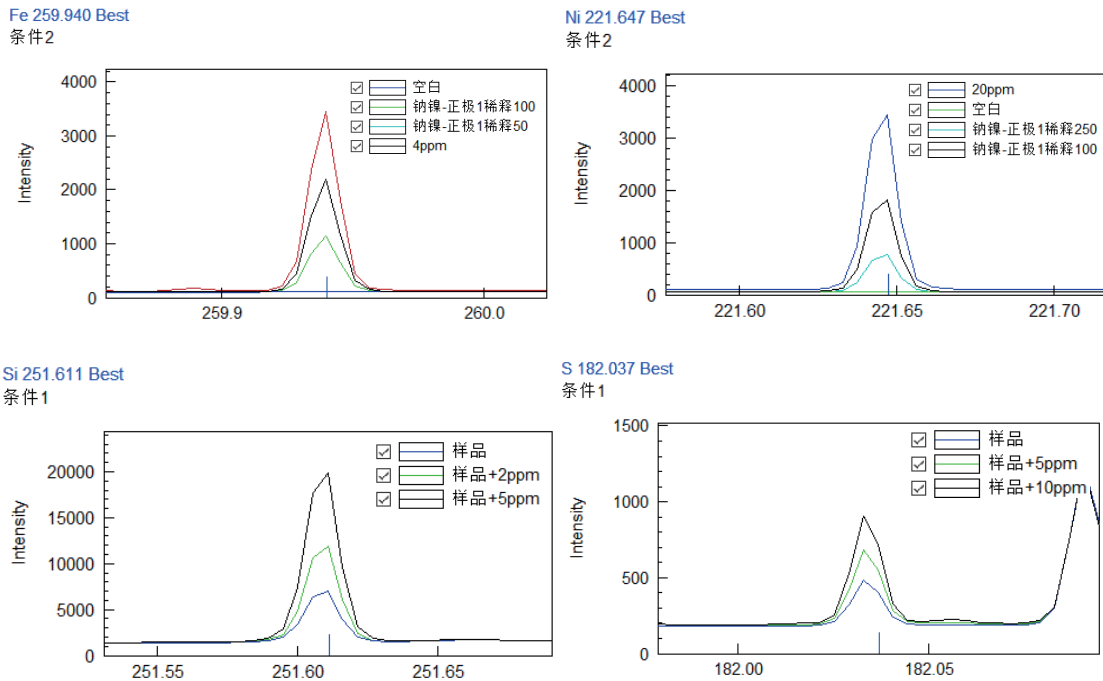 Fe 259.940 Best
条件2
Intensity
4000
3000
2000
1000
0
259.9
260.0
空白
钠镍-正极1稀释100
钠镍-正极1稀释50
4ppm
Ni 221.647 Best
条件2
Intensity
4000
3000
2000
1000
0
221.60
221.65
221.70
20ppm
空白
钠镍-正极1稀释250
钠镍-正极1稀释100
Si 251.611 Best
条件1
Intensity
20000
15000
10000
5000
0
251.55
251.60
251.65
样品
样品+2ppm
样品+5ppm
S 182.037 Best
条件1
Intensity
1500
1000
500
0
182.00
182.05
样品
样品+5ppm
样品+10ppm